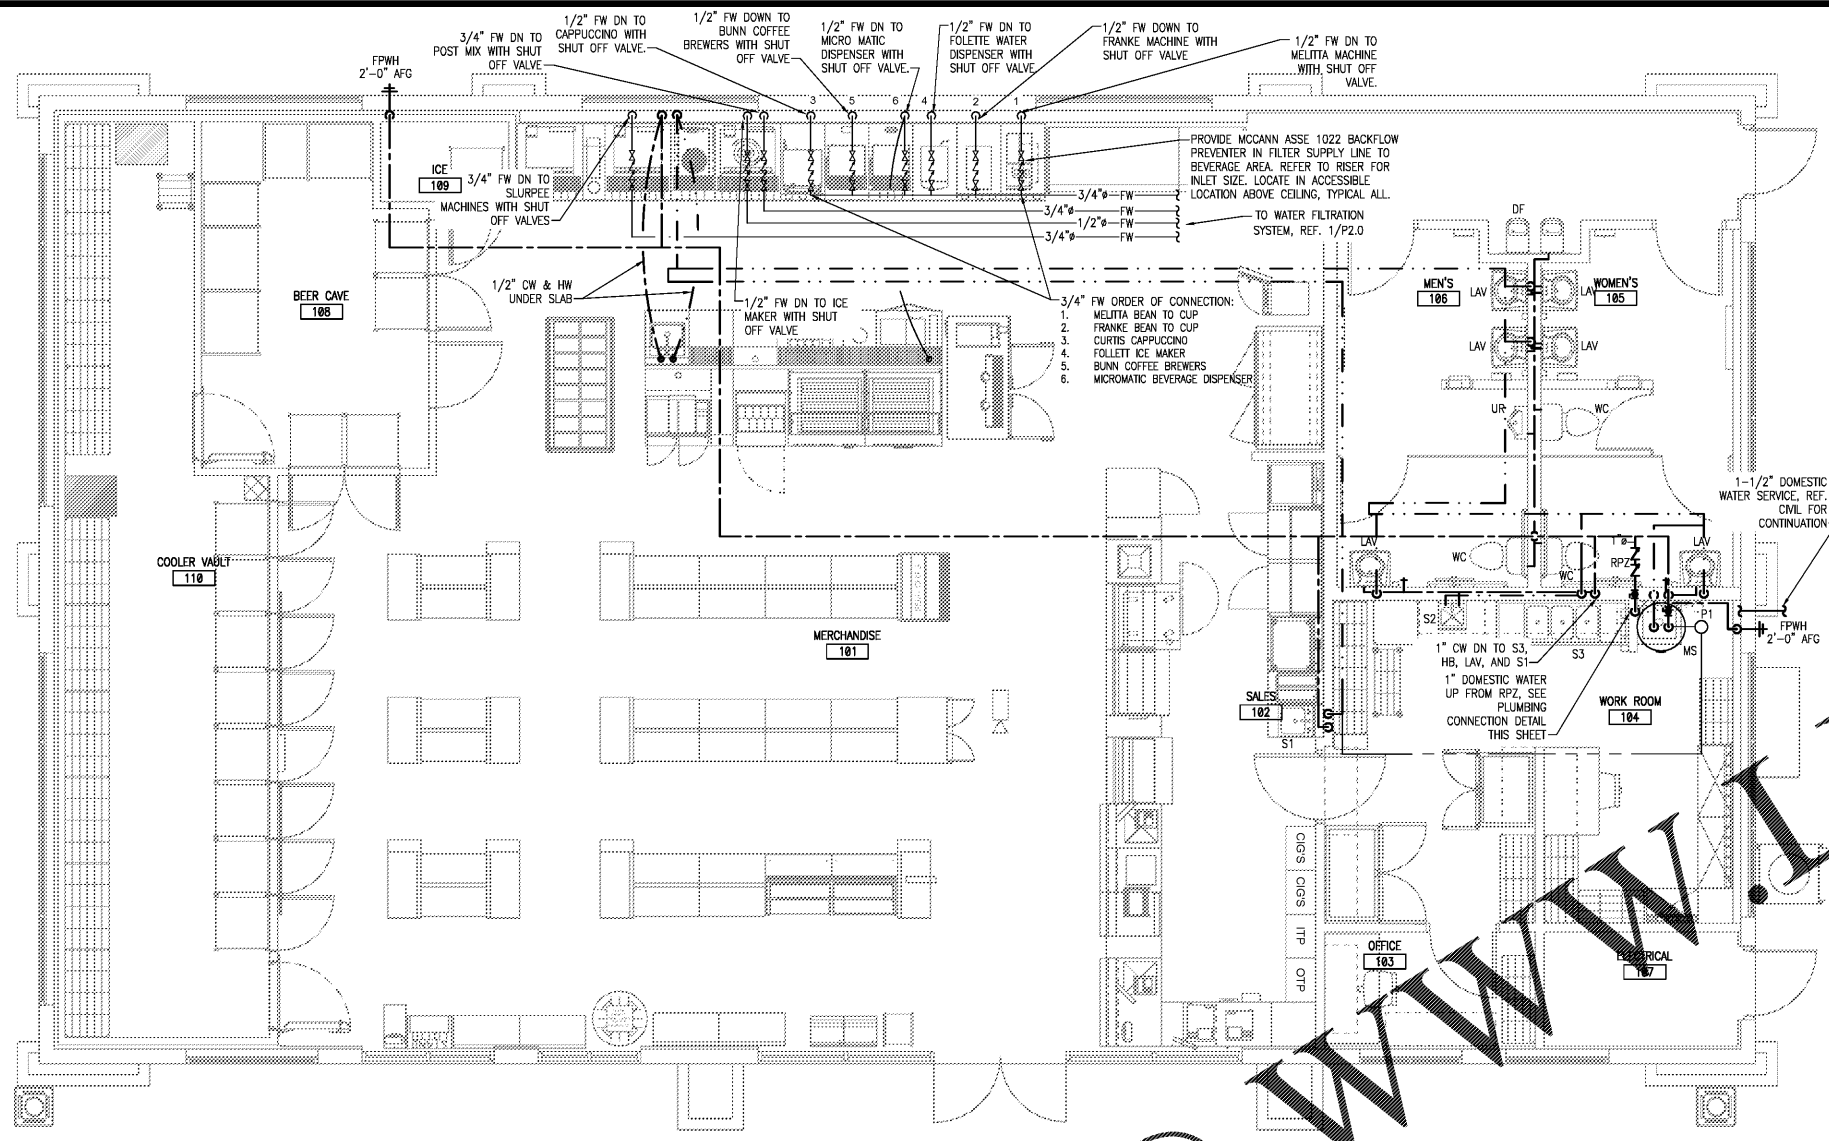 1/2" FW DN TO
CAPPUCCINO WITH
SHUT OFF VALVE.
1/2" FW DOWN TO
BUNN COFFEE
BREWERS WITH SHUT
OFF VALVE
1/2" FW DN TO
MICRO MATIC
DISPENSER WITH
SHUT OFF VALVE.
1/2" FW DN TO
FOLETTE WATER
DISPENSER WITH
SHUT OFF VALVE
1/2" FW DOWN TO
FRANKE MACHINE WITH
SHUT OFF VALVE
1/2" FW DN TO
MELITTA MACHINE
WITH SHUT OFF
VALVE.
3/4" FW DN TO
POST MIX WITH SHUT
OFF VALVE
FPWH
2'-0" AFG
3
5
6
4
2
1
PROVIDE MCCANN ASSE 1022 BACKFLOW
PREVENTER IN FILTER SUPPLY LINE TO
BEVERAGE AREA. REFER TO RISER FOR
INLET SIZE. LOCATE IN ACCESSIBLE
LOCATION ABOVE CEILING, TYPICAL ALL.
ICE
109
3/4" FW DN TO
SLURPEE
MACHINES WITH SHUT
OFF VALVES
3/4"ø FW
3/4"ø FW
1/2"ø FW
3/4"ø FW
TO WATER FILTRATION
SYSTEM, REF. 1/P2.0
DF
1/2" CW & HW
UNDER SLAB
BEER CAVE
108
1/2" FW DN TO ICE
MAKER WITH SHUT
OFF VALVE
3/4" FW ORDER OF CONNECTION:
1. MELITTA BEAN TO CUP
2. FRANKE BEAN TO CUP
3. CURTIS CAPPUCCINO
4. FOLLETT ICE MAKER
5. BUNN COFFEE BREWERS
6. MICROMATIC BEVERAGE DISPENSER
MEN'S
106
LAV
LAV
WOMEN'S
105
LAV
LAV
UR
WC
1-1/2" DOMESTIC
WATER SERVICE, REF.
CIVIL FOR
CONTINUATION
COOLER VAULT
110
LAV
WC
WC
1"ø
RPZ
LAV
MERCHANDISE
101
S2
S3
P1
MS
FPWH
2'-0" AFG
1" CW DN TO S3,
HB, LAV, AND S1
1" DOMESTIC WATER
UP FROM RPZ, SEE
PLUMBING
CONNECTION DETAIL
THIS SHEET
SALES
102
S1
WORK ROOM
104
CIG'S
CIG'S
ITP
OTP
OFFICE
103
ELECTRICAL
107
WWW.